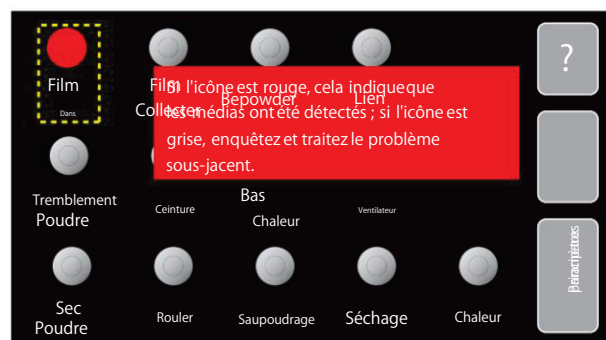 Film
Dans
Film
Collecter
Repowder
Lien
Si l'icône est rouge, cela indique que
les médias ont été détectés ; si l'icône est
grise, enquêtez et traitez le problème
sous-jacent.
?
Tremblement
Poudre
Ceinture
Bas
Chaleur
Ventilateur
Sec
Poudre
Rouler
Saupoudrage
Séchage
Chaleur